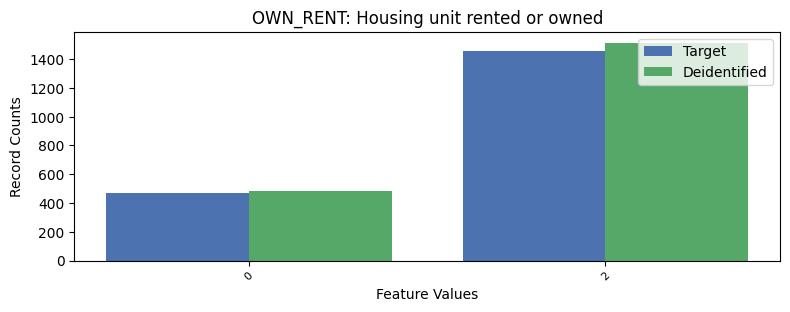 OWN_RENT: Housing unit rented or owned
Target
Deidentified
1400
1200
1000
800
600
400
200
0
Record Counts
0
2
Feature Values